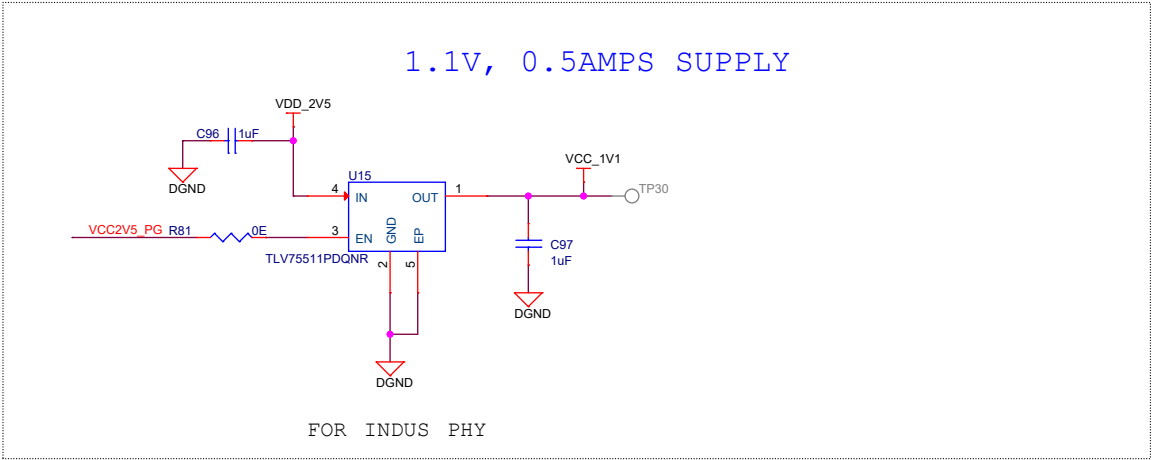 1.1V, 0.5AMPS SUPPLY
VDD_2V5
C96 1uF
DGND
VCC_1V1
U15
TP30
4 IN OUT 1
GND EP
VCC2V5_PG R81 0E 3 EN
TLV75511PDQNR
2 5
C97
1uF
DGND
DGND
FOR INDUS PHY